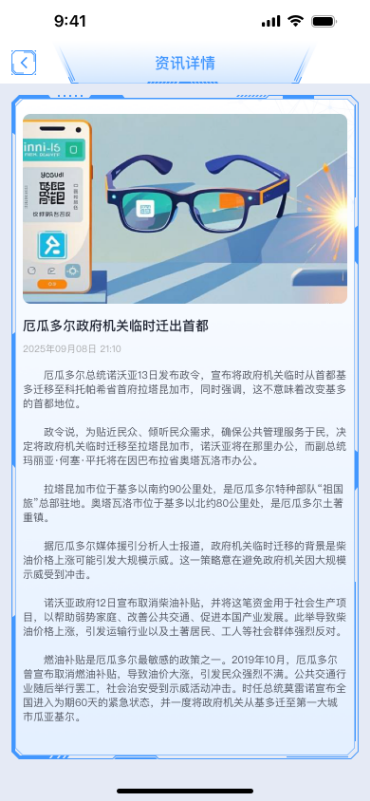 9:41
资讯详情
inni-l6
厄瓜多尔政府机关临时迁出首都
2025年09月08日 21:10
厄瓜多尔总统诺沃亚13日发布政令，宣布将政府机关临时从首都基
多迁移至科托帕希省首府拉塔昆加市，同时强调，这不意味着改变基多
的首都地位。
政令说，为贴近民众、倾听民众需求，确保公共管理服务于民，决
定将政府机关临时迁移至拉塔昆加市，诺沃亚将在那里办公，而副总统
玛丽亚·何塞·平托将在因巴布拉省奥塔瓦洛市办公。
拉塔昆加市位于基多以南约90公里处，是厄瓜多尔特种部队“祖国
旅”总部驻地。奥塔瓦洛市位于基多以北约80公里处，是厄瓜多尔土著
重镇。
据厄瓜多尔媒体援引分析人士报道，政府机关临时迁移的背景是柴
油价格上涨可能引发大规模示威。这一策略意在避免政府机关因大规模
示威受到冲击。
诺沃亚政府12日宣布取消柴油补贴，并将这笔资金用于社会生产项
目，以帮助弱势家庭、改善公共交通、促进本国产业发展。此举导致柴
油价格上涨，引发运输行业以及土著居民、工人等社会群体强烈反对。
燃油补贴是厄瓜多尔最敏感的政策之一。2019年10月，厄瓜多尔
曾宣布取消燃油补贴，导致油价大涨，引发民众强烈不满。公共交通行
业随后举行罢工，社会治安受到示威活动冲击。时任总统莫雷诺宣布全
国进入为期60天的紧急状态，并一度将政府机关从基多迁至第一大城
市瓜亚基尔。